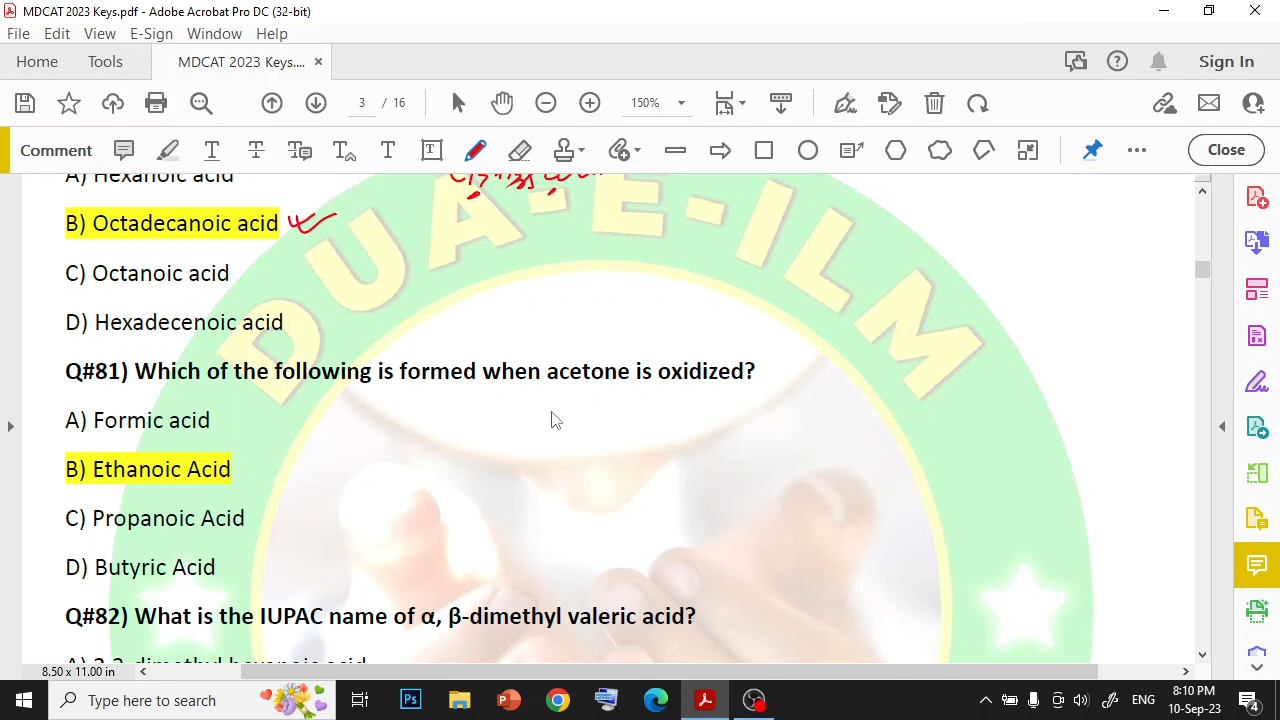 MDCAT 2023 Keys.pdf - Adobe Acrobat Pro DC (32-bit)
File Edit View E-Sign Window Help
Home Tools MDCAT 2023 Keys.... × Sign In
3 / 16 150%
Comment Close
A) Hexanoic acid
B) Octadecanoic acid
C) Octanoic acid
D) Hexadecenoic acid
Q#81) Which of the following is formed when acetone is oxidized?
A) Formic acid
B) Ethanoic Acid
C) Propanoic Acid
D) Butyric Acid
Q#82) What is the IUPAC name of α, β-dimethyl valeric acid?
DUA-E-ILM
8.50 x 11.00 in
Type here to search
ENG
8:10 PM
10-Sep-23
4